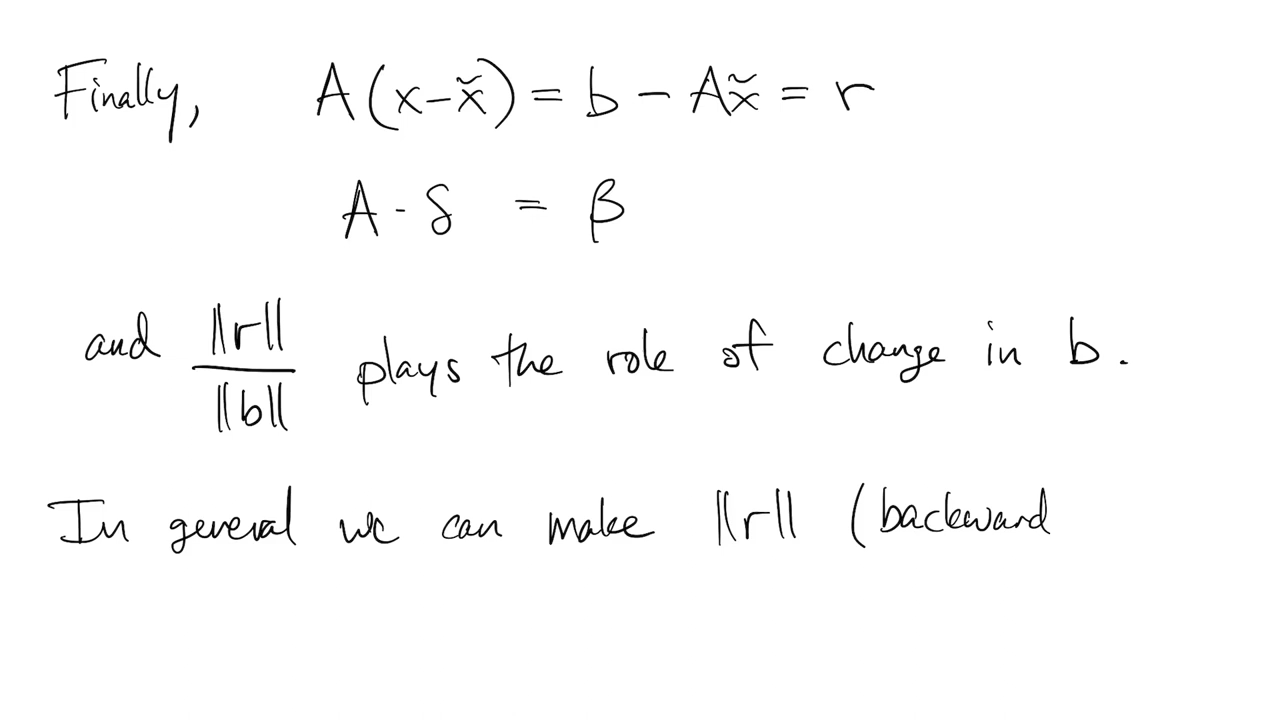 Finally, A(x-x̃) = b - Ax̃ = r
A · δ = β
and ||r|| / ||b|| plays the role of change in b.
In general we can make ||r|| (backward